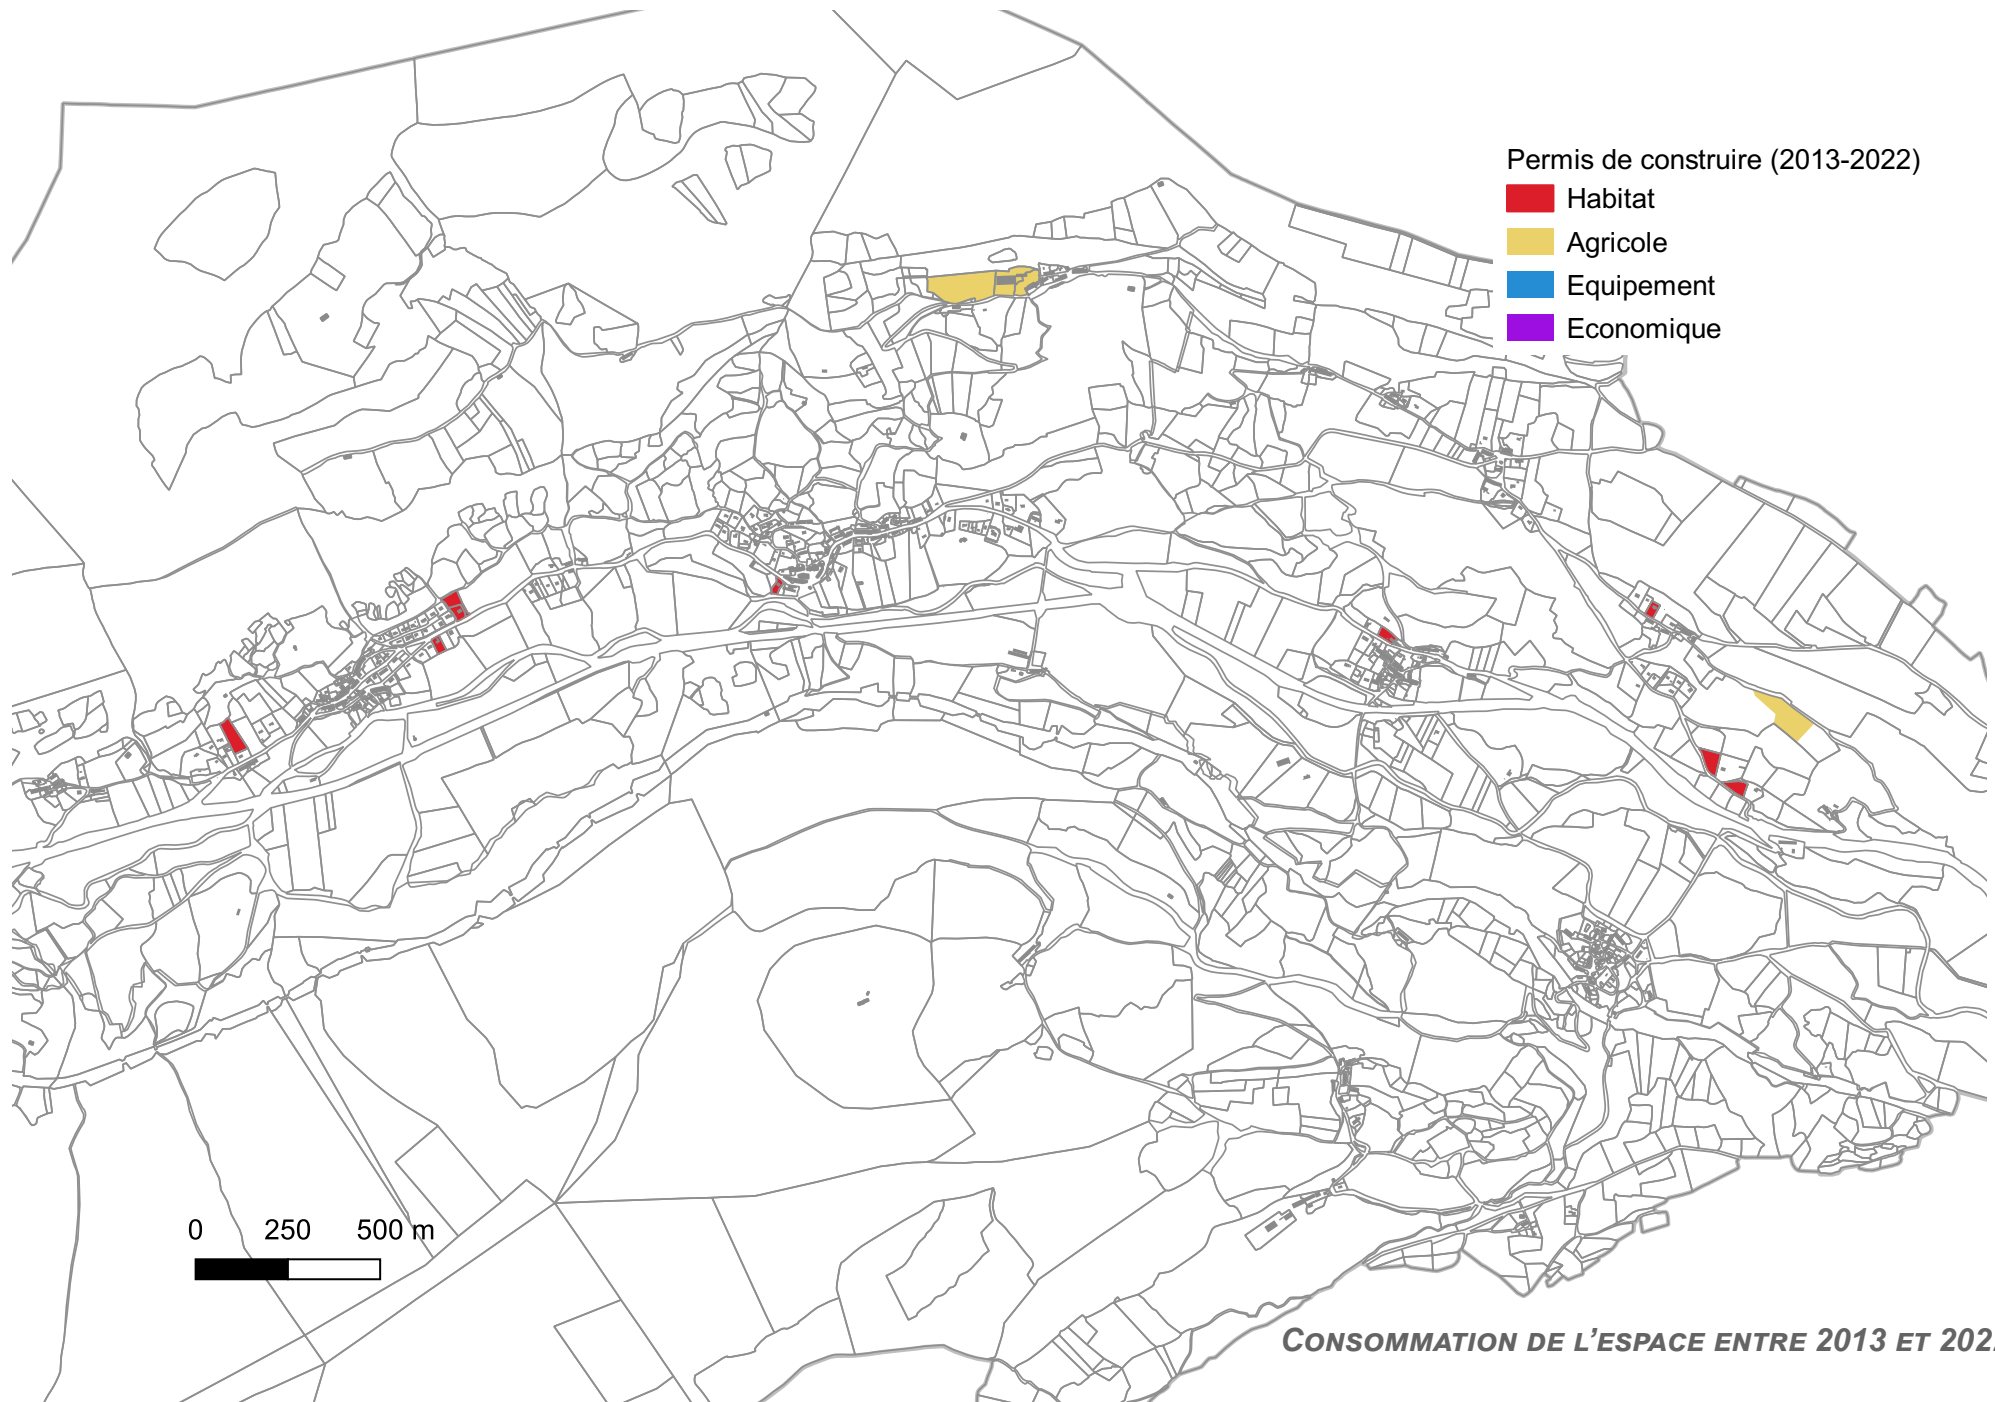 Permis de construire (2013-2022)
Habitat
Agricole
Equipement
Economique
0 250 500 m
CONSOMMATION DE L'ESPACE ENTRE 2013 ET